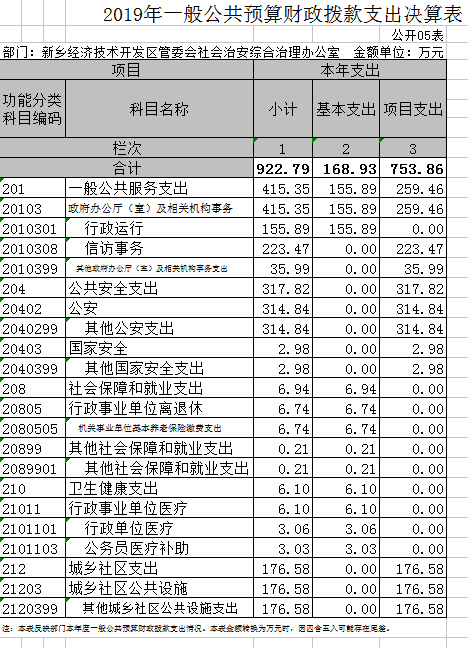 2019年一般公共预算财政拨款支出决算表
公开05表
部门：新乡经济技术开发区管委会社会治安综合治理办公室 金额单位：万元
项目 本年支出
功能分类科目编码 科目名称 小计 基本支出 项目支出
栏次 1 2 3
合计 922.79 168.93 753.86
201 一般公共服务支出 415.35 155.89 259.46
20103 政府办公厅（室）及相关机构事务 415.35 155.89 259.46
2010301 行政运行 155.89 155.89 0.00
2010308 信访事务 223.47 0.00 223.47
2010399 其他政府办公厅（室）及相关机构事务支出 35.99 0.00 35.99
204 公共安全支出 317.82 0.00 317.82
20402 公安 314.84 0.00 314.84
2040299 其他公安支出 314.84 0.00 314.84
20403 国家安全 2.98 0.00 2.98
2040399 其他国家安全支出 2.98 0.00 2.98
208 社会保障和就业支出 6.94 6.94 0.00
20805 行政事业单位离退休 6.74 6.74 0.00
2080505 机关事业单位基本养老保险缴费支出 6.74 6.74 0.00
20899 其他社会保障和就业支出 0.21 0.21 0.00
2089901 其他社会保障和就业支出 0.21 0.21 0.00
210 卫生健康支出 6.10 6.10 0.00
21011 行政事业单位医疗 6.10 6.10 0.00
2101101 行政单位医疗 3.06 3.06 0.00
2101103 公务员医疗补助 3.03 3.03 0.00
212 城乡社区支出 176.58 0.00 176.58
21203 城乡社区公共设施 176.58 0.00 176.58
2120399 其他城乡社区公共设施支出 176.58 0.00 176.58
注：本表反映部门本年度一般公共预算财政拨款支出情况。本表金额转换为万元时，因四舍五入可能存在尾差。